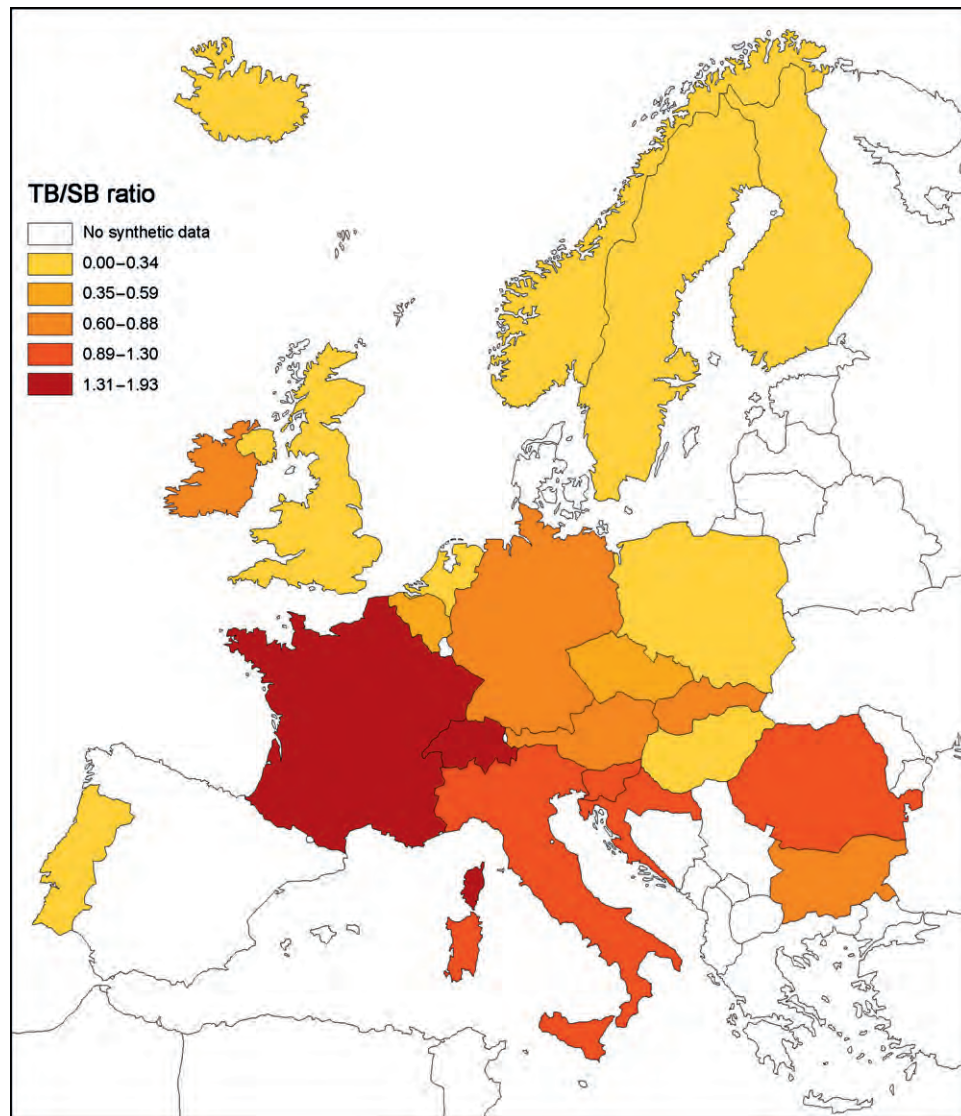 TB/SB ratio
No synthetic data
0.00–0.34
0.35–0.59
0.60–0.88
0.89–1.30
1.31–1.93